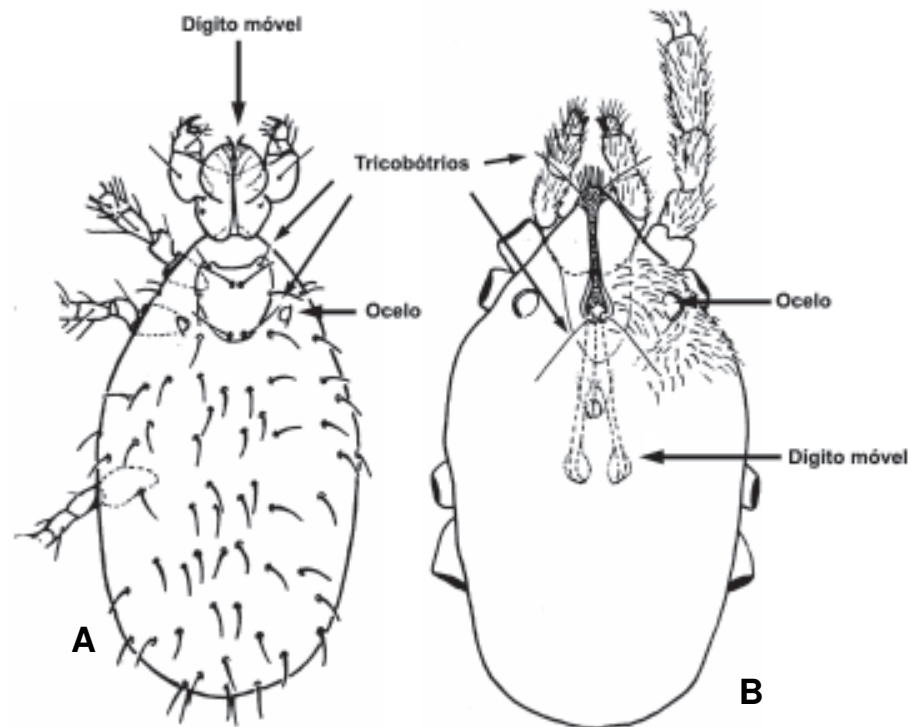 Dígito móvel
Tricobótrios
Ocelo
Ocelo
Dígito móvel
A
B